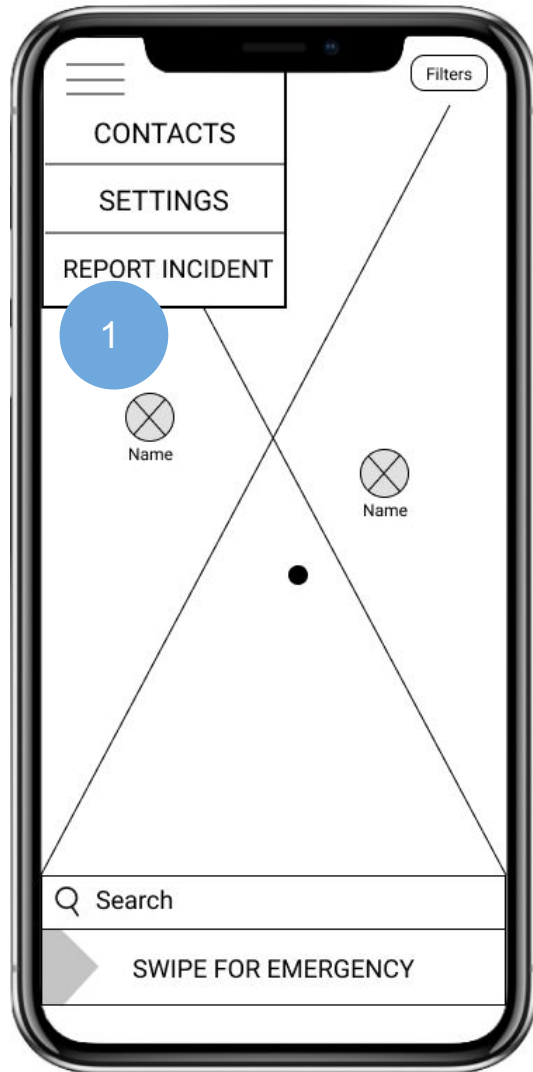 Filters
CONTACTS
SETTINGS
REPORT INCIDENT
1
Name
Name
Search
SWIPE FOR EMERGENCY